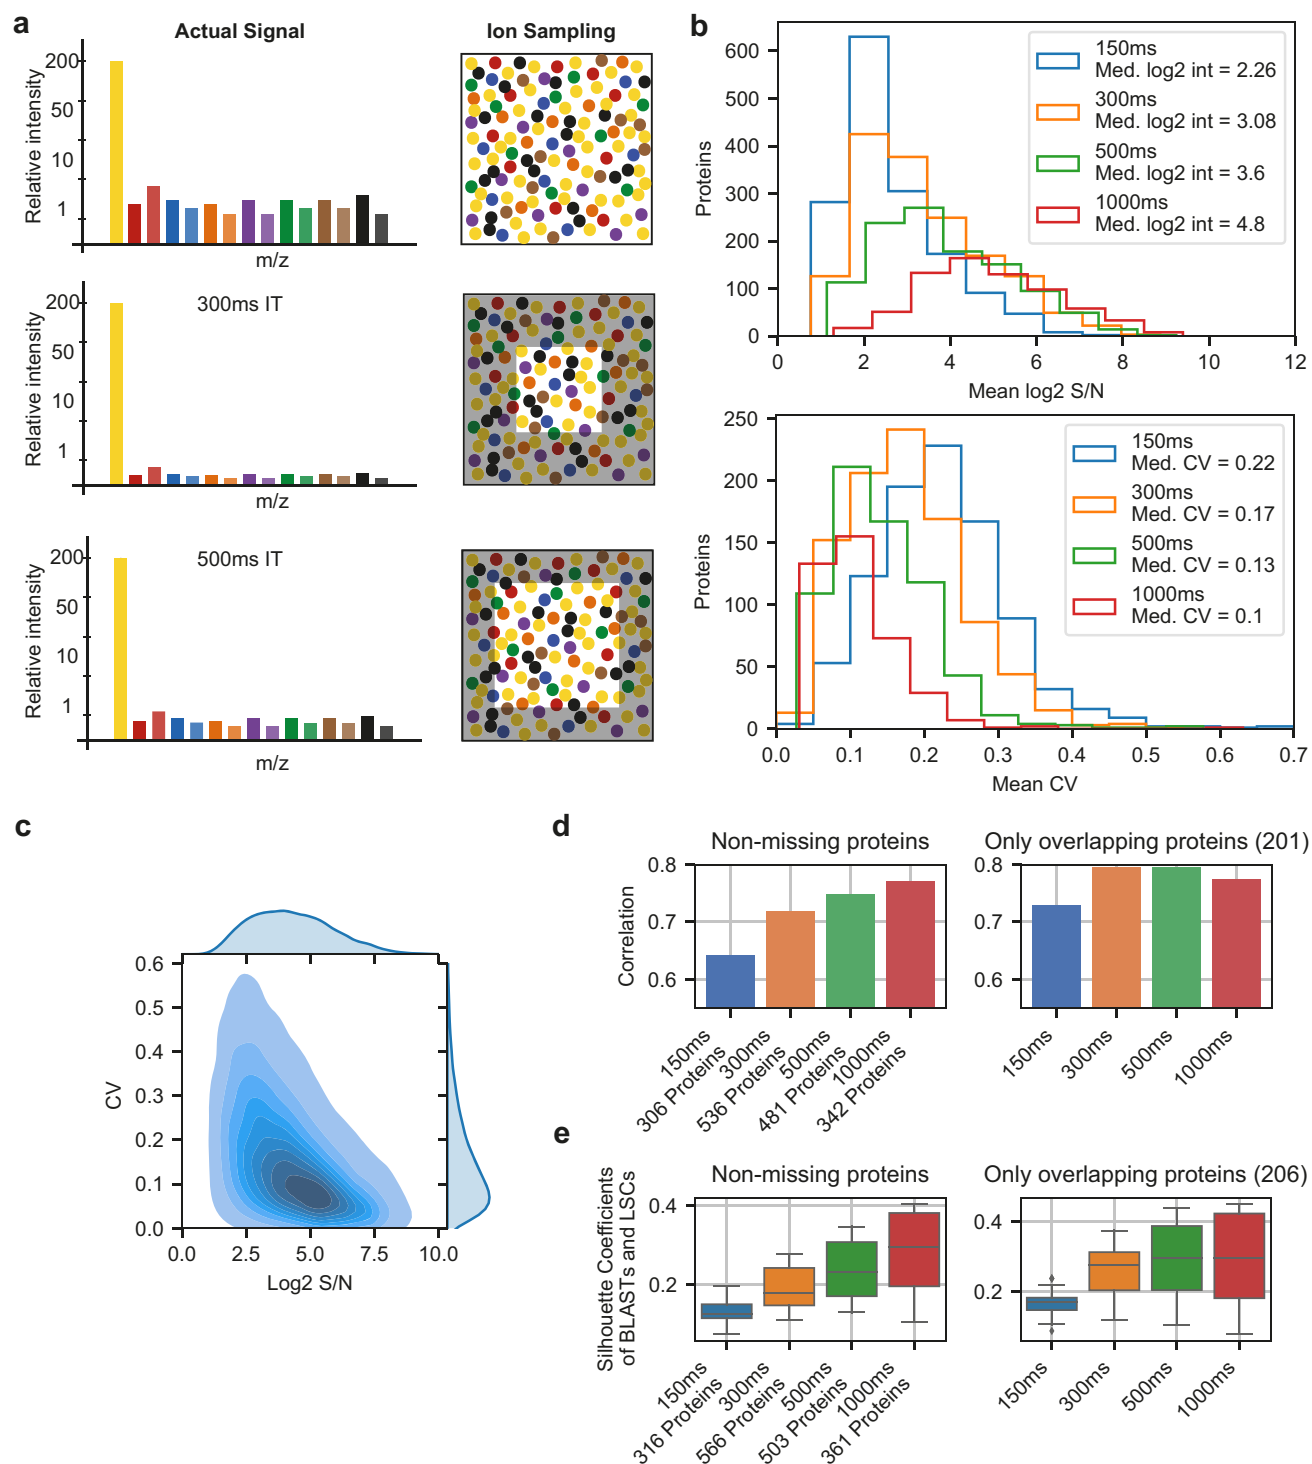 a
Actual Signal
Ion Sampling
Relative intensity
200
50
10
1
m/z
300ms IT
Relative intensity
200
50
10
1
m/z
500ms IT
Relative intensity
200
50
10
1
m/z
b
Proteins
600
500
400
300
200
100
0
150ms
Med. log2 int = 2.26
300ms
Med. log2 int = 3.08
500ms
Med. log2 int = 3.6
1000ms
Med. log2 int = 4.8
0 2 4 6 8 10 12
Mean log2 S/N
Proteins
250
200
150
100
50
0
150ms
Med. CV = 0.22
300ms
Med. CV = 0.17
500ms
Med. CV = 0.13
1000ms
Med. CV = 0.1
0.0 0.1 0.2 0.3 0.4 0.5 0.6 0.7
Mean CV
c
CV
0.6
0.5
0.4
0.3
0.2
0.1
0.0
0.0 2.5 5.0 7.5 10.0
Log2 S/N
d
Non-missing proteins
Correlation
0.8
0.7
0.6
150ms
306 Proteins
300ms
536 Proteins
500ms
481 Proteins
1000ms
342 Proteins
Only overlapping proteins (201)
0.8
0.7
0.6
150ms
300ms
500ms
1000ms
e
Non-missing proteins
Silhouette Coefficients
of BLASTs and LSCs
0.4
0.2
150ms
316 Proteins
300ms
566 Proteins
500ms
503 Proteins
1000ms
361 Proteins
Only overlapping proteins (206)
0.4
0.2
150ms
300ms
500ms
1000ms